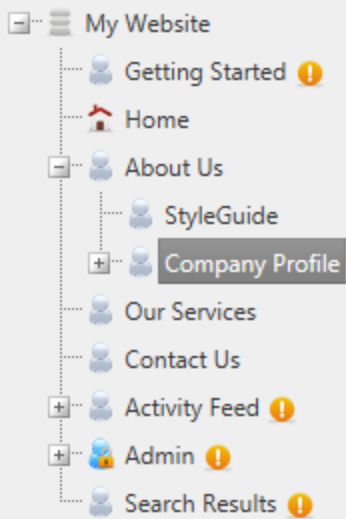 My Website
Getting Started
Home
About Us
StyleGuide
Company Profile
Our Services
Contact Us
Activity Feed
Admin
Search Results